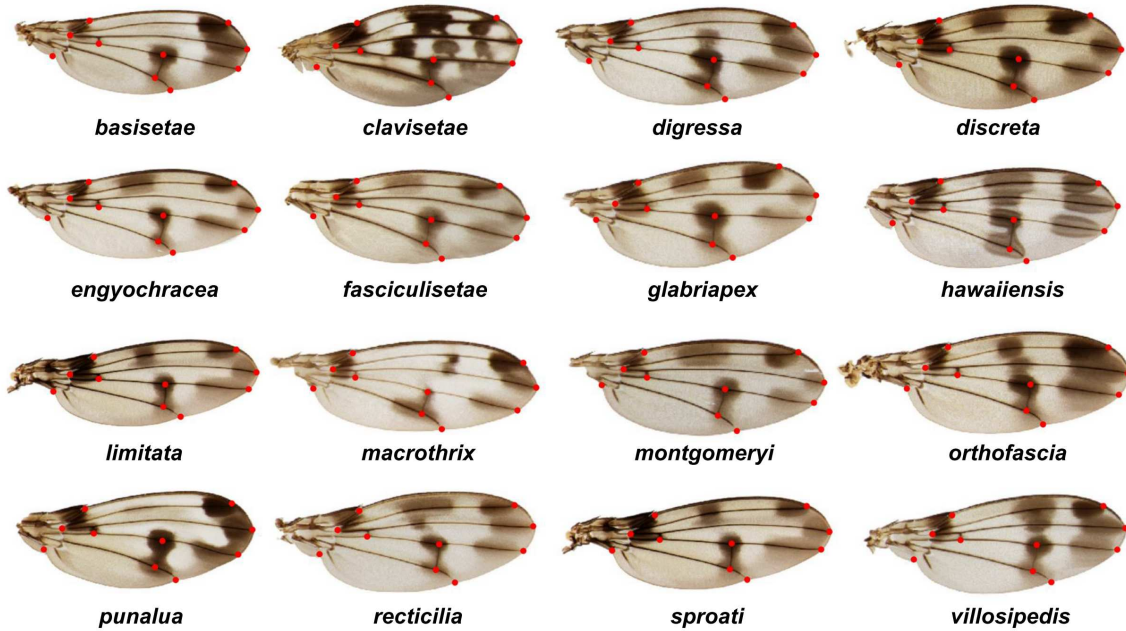 basisetae
clavisetae
digressa
discreta
engyochracea
fasciculisetae
glabriapex
hawaiiensis
limitata
macrothrix
montgomeryi
orthofascia
punalua
recticilia
sproati
villosipedis